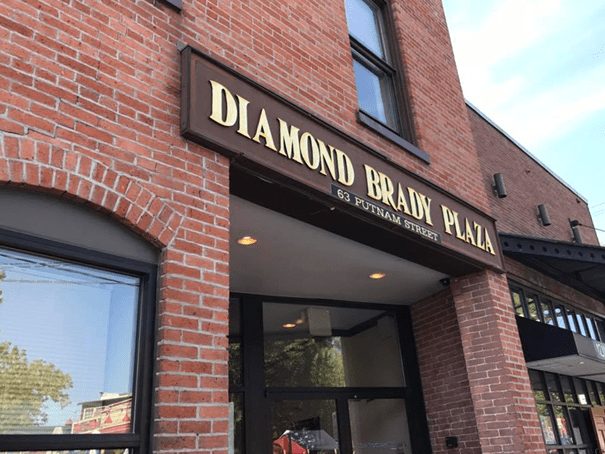 DIAMOND BRADY PLAZA
63 PUTNAM STREET